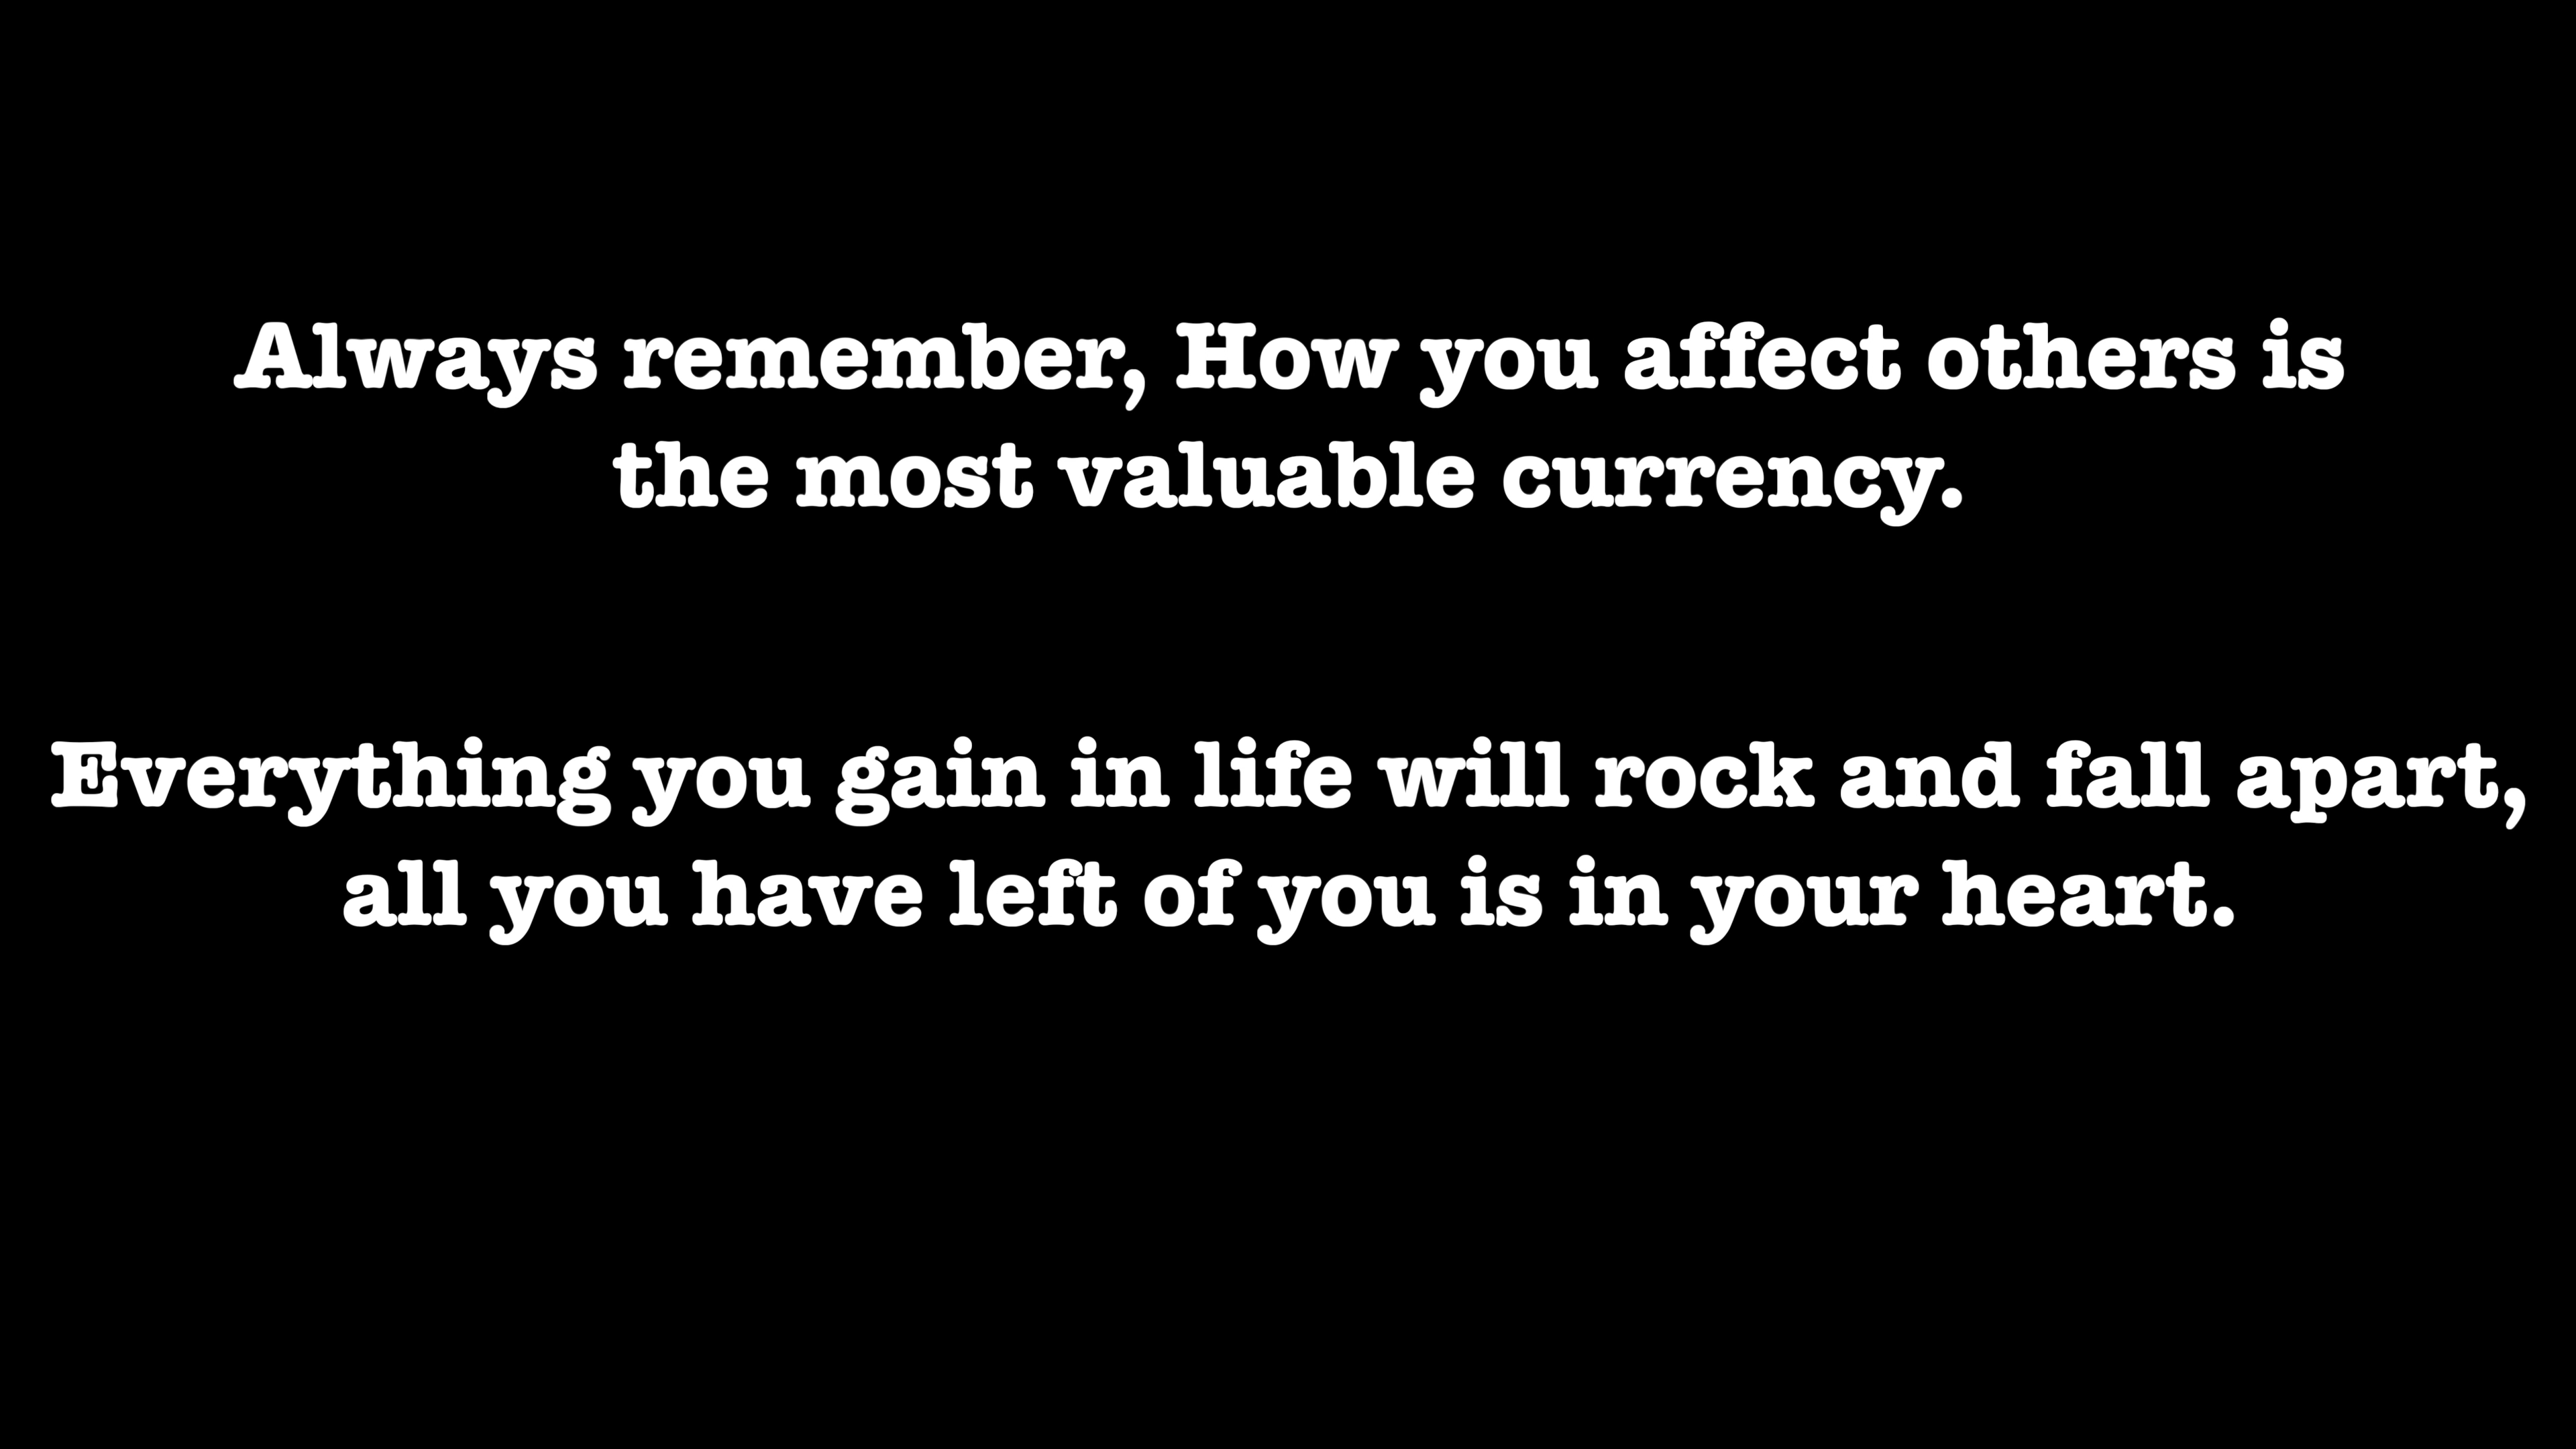 Always remember, How you affect others is
the most valuable currency.
Everything you gain in life will rock and fall apart,
all you have left of you is in your heart.